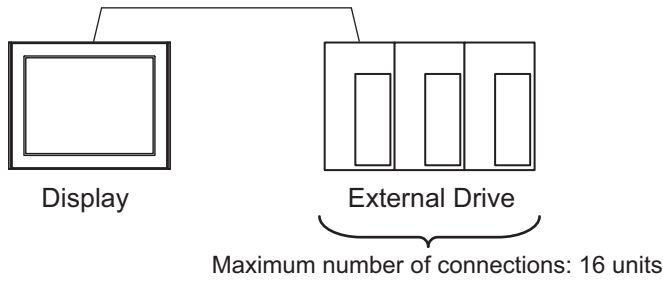 Display
External Drive
Maximum number of connections: 16 units